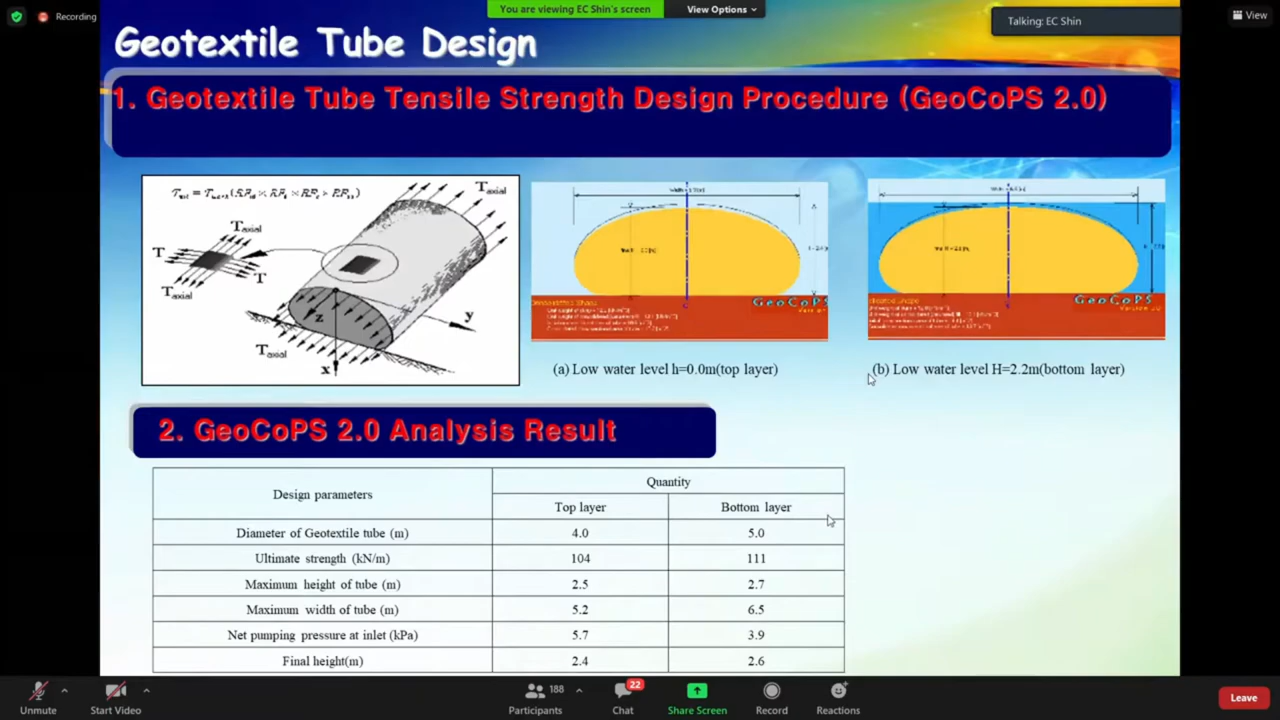 Recording
You are viewing EC Shin's screen
View Options
Talking: EC Shin
View
Geotextile Tube Design
1. Geotextile Tube Tensile Strength Design Procedure (GeoCoPS 2.0)
T axial
T axial
T
T
T axial
z
y
T axial
x
GeoCoPS
GeoCoPS
(a) Low water level h=0.0m(top layer)
(b) Low water level H=2.2m(bottom layer)
2. GeoCoPS 2.0 Analysis Result
Design parameters
Quantity
Top layer Bottom layer
Diameter of Geotextile tube (m) 4.0 5.0
Ultimate strength (kN/m) 104 111
Maximum height of tube (m) 2.5 2.7
Maximum width of tube (m) 5.2 6.5
Net pumping pressure at inlet (kPa) 5.7 3.9
Final height(m) 2.4 2.6
Unmute
Start Video
188
Participants
22
Chat
Share Screen
Record
Reactions
Leave